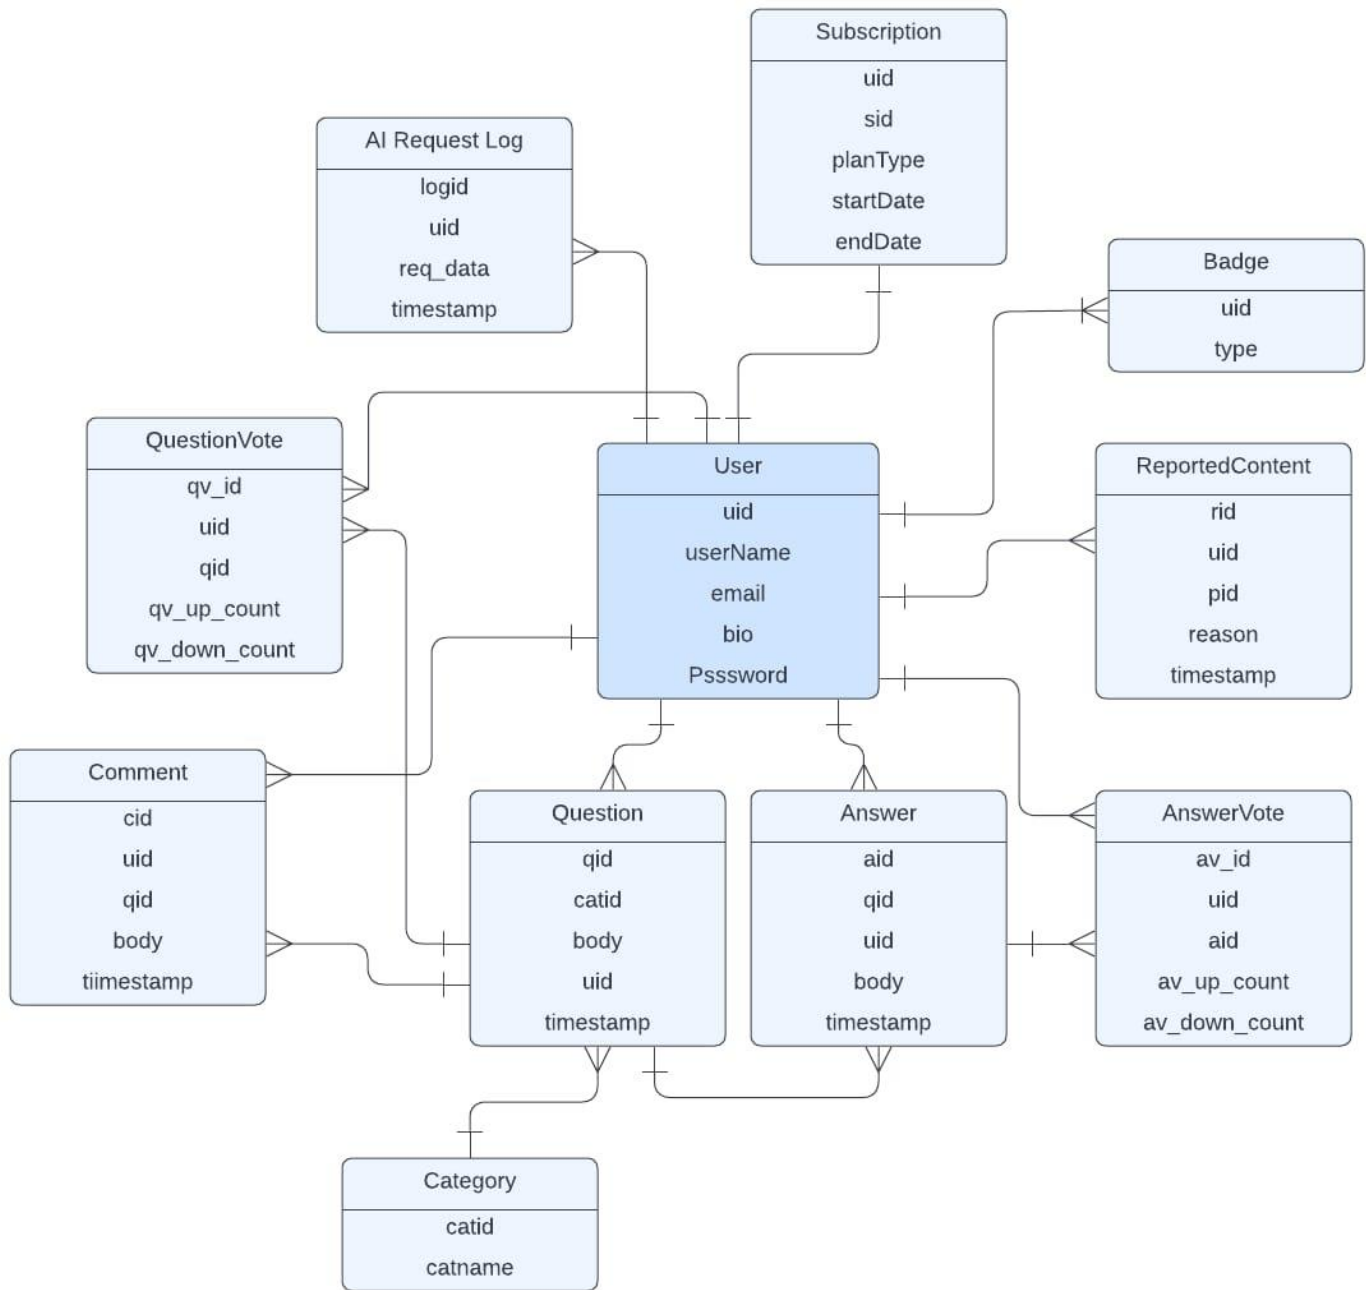 Subscription
uid
sid
planType
startDate
endDate
AI Request Log
logid
uid
req_data
timestamp
Badge
uid
type
QuestionVote
qv_id
uid
qid
qv_up_count
qv_down_count
User
uid
userName
email
bio
Psssword
ReportedContent
rid
uid
pid
reason
timestamp
Comment
cid
uid
qid
body
tiimestamp
Question
qid
catid
body
uid
timestamp
Answer
aid
qid
uid
body
timestamp
AnswerVote
av_id
uid
aid
av_up_count
av_down_count
Category
catid
catname